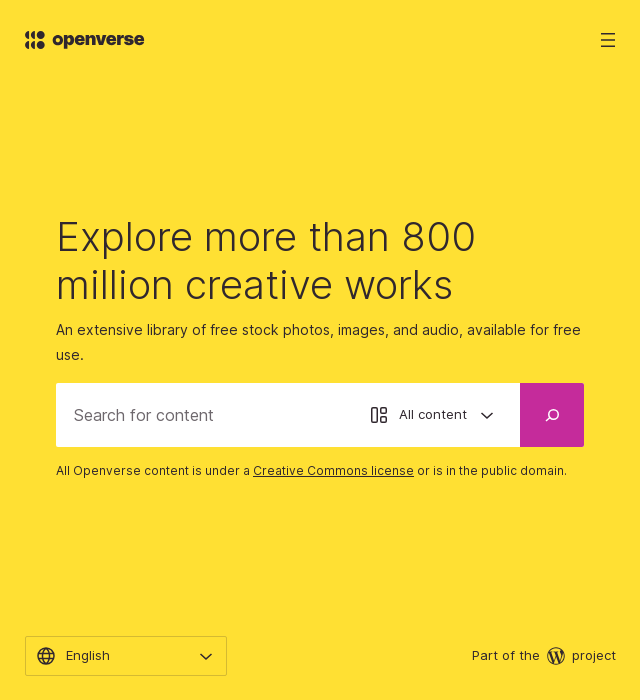 openverse
Explore more than 800
million creative works
An extensive library of free stock photos, images, and audio, available for free
use.
Search for content
All content
All Openverse content is under a Creative Commons license or is in the public domain.
English
Part of the project